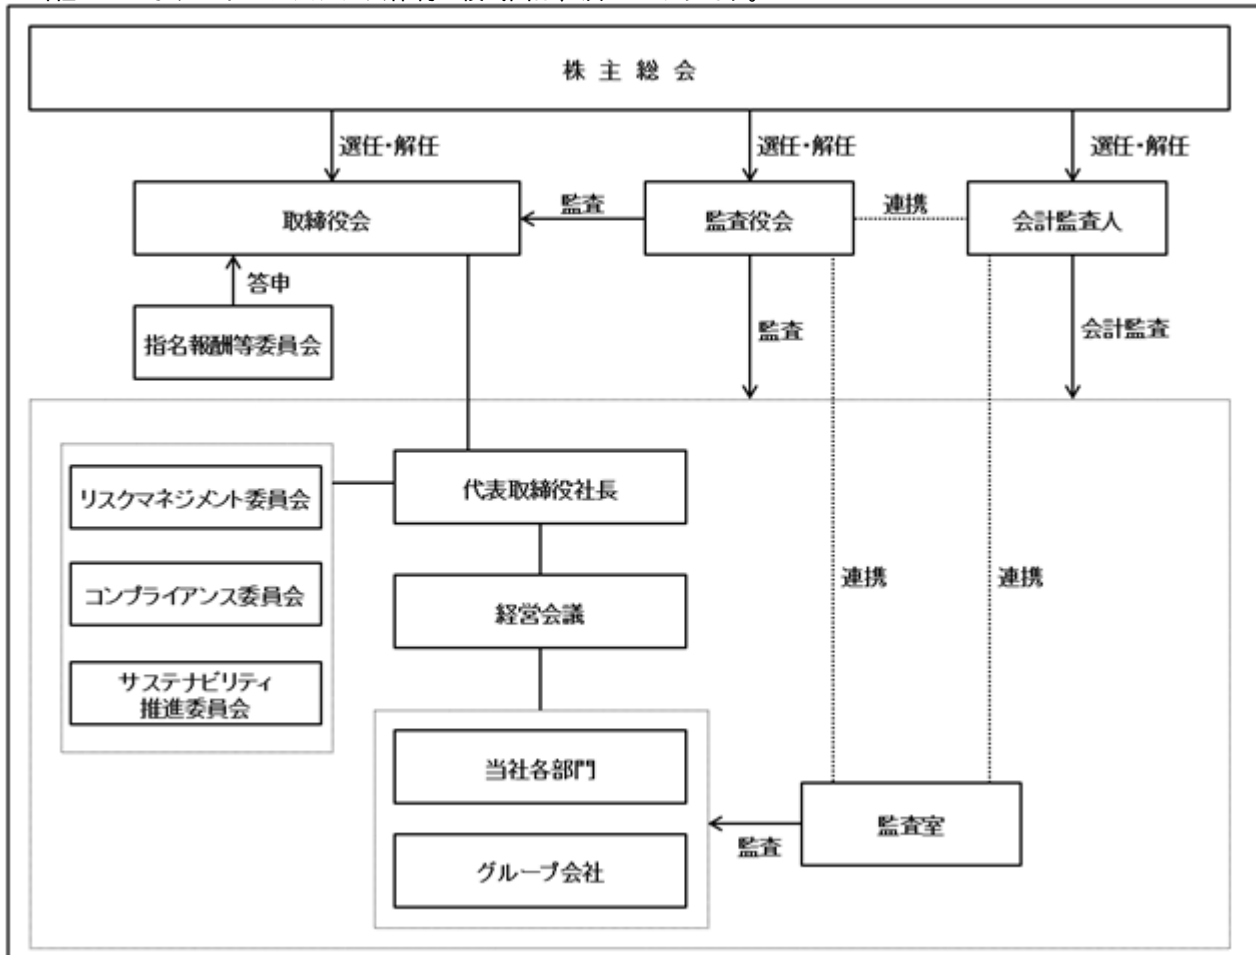 株 主 総 会
選任・解任
選任・解任
選任・解任
取締役会
監査
監査役会
連携
会計監査人
答申
指名報酬等委員会
監査
会計監査
リスクマネジメント委員会
代表取締役社長
コンプライアンス委員会
経営会議
連携
連携
サステナビリティ
推進委員会
当社各部門
監査
監査室
グループ会社